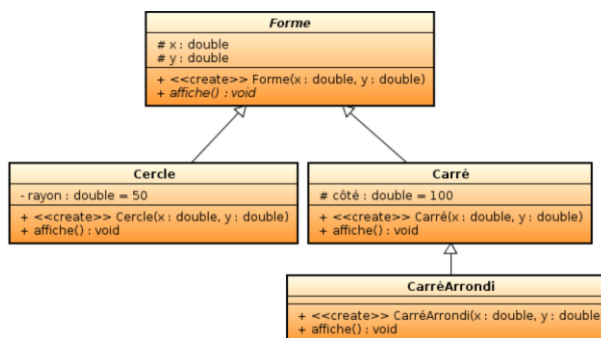 Forme
# x : double
# y : double
+ <<create>> Forme(x : double, y : double)
+ affiche() : void
Cercle
- rayon : double = 50
+ <<create>> Cercle(x : double, y : double)
+ affiche() : void
Carré
# côté : double = 100
+ <<create>> Carré(x : double, y : double)
+ affiche() : void
CarréArrondi
+ <<create>> CarréArrondi(x : double, y : double
+ affiche() : void